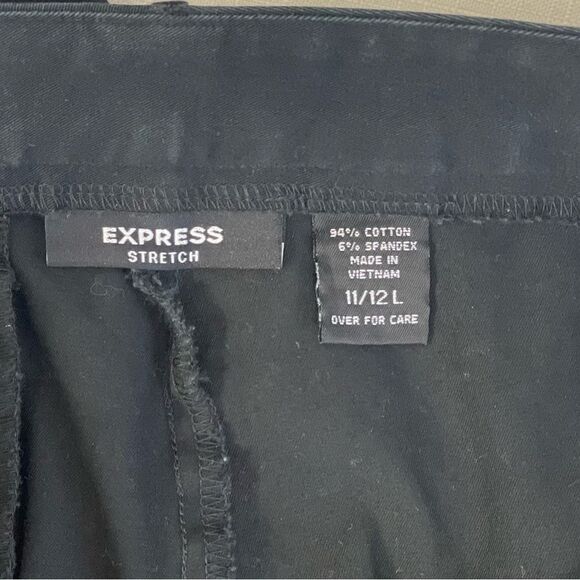 EXPRESS
STRETCH
94% COTTON
6% SPANDEX
MADE IN
VIETNAM
11/12 L
OVER FOR CARE